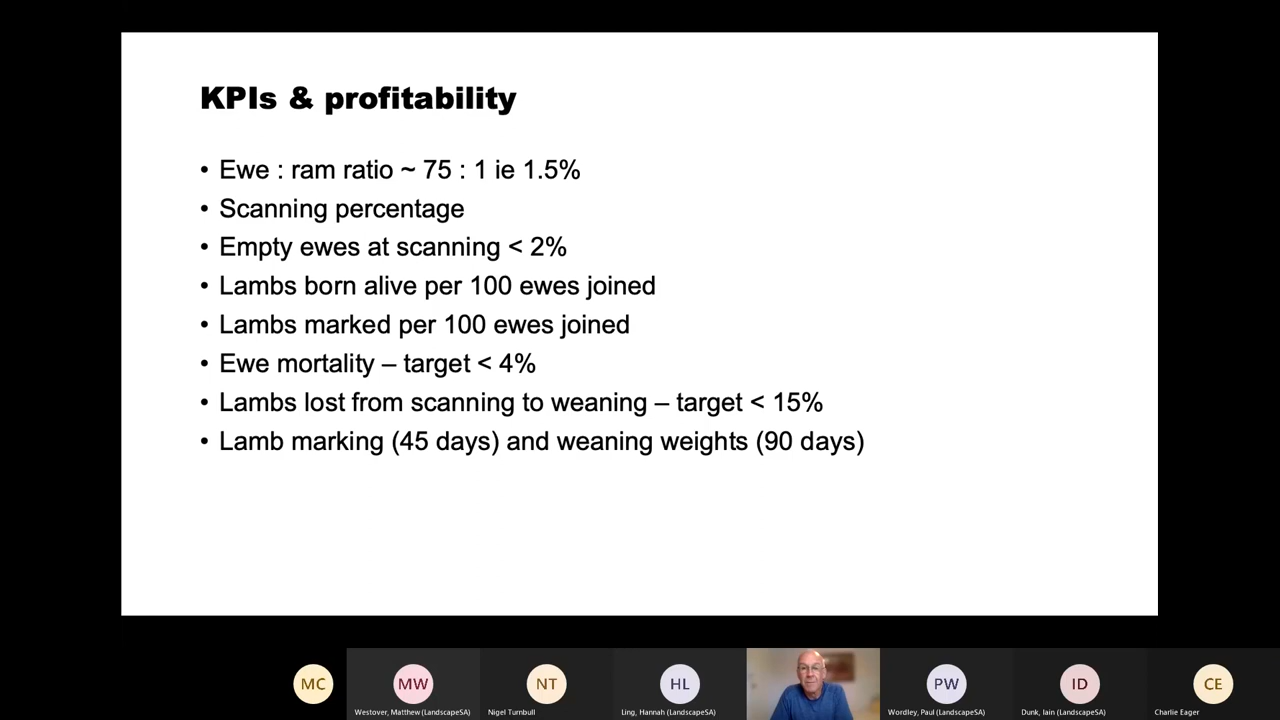 KPIs & profitability
• Ewe : ram ratio ~ 75 : 1 ie 1.5%
• Scanning percentage
• Empty ewes at scanning < 2%
• Lambs born alive per 100 ewes joined
• Lambs marked per 100 ewes joined
• Ewe mortality – target < 4%
• Lambs lost from scanning to weaning – target < 15%
• Lamb marking (45 days) and weaning weights (90 days)
MC
MW
NT
HL
PW
ID
CE
Westover, Matthew (LandscapeSA)
Nigel Turnbull
Ling, Hannah (LandscapeSA)
Wordley, Paul (LandscapeSA)
Dunk, Iain (LandscapeSA)
Charlie Eager